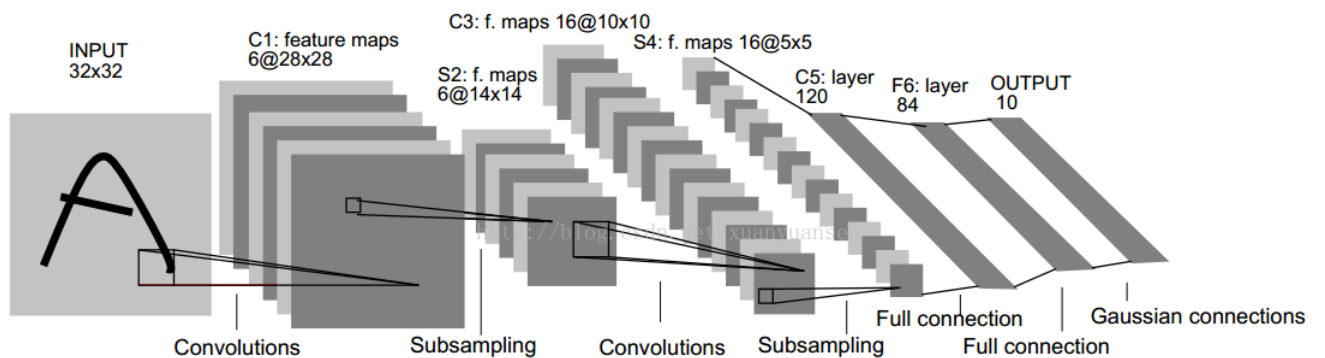 INPUT
32x32
C1: feature maps
6@28x28
S2: f. maps
6@14x14
C3: f. maps 16@10x10
S4: f. maps 16@5x5
C5: layer
120
F6: layer
84
OUTPUT
10
A
Convolutions
Subsampling
Convolutions
Subsampling
Full connection
Full connection
Gaussian connections